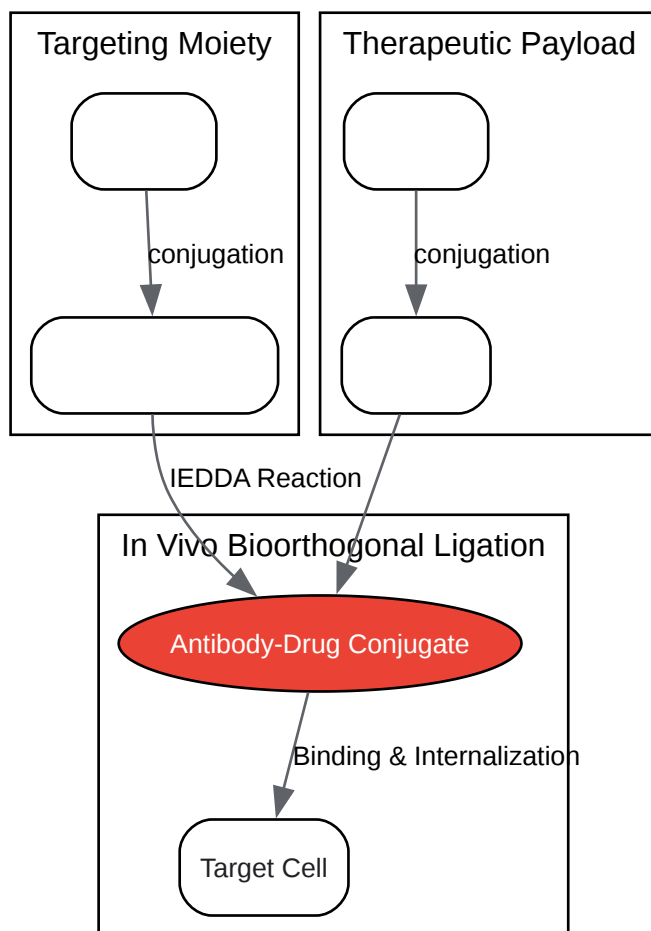 Targeting Moiety
Therapeutic Payload
conjugation
conjugation
IEDDA Reaction
In Vivo Bioorthogonal Ligation
Antibody-Drug Conjugate
Binding & Internalization
Target Cell